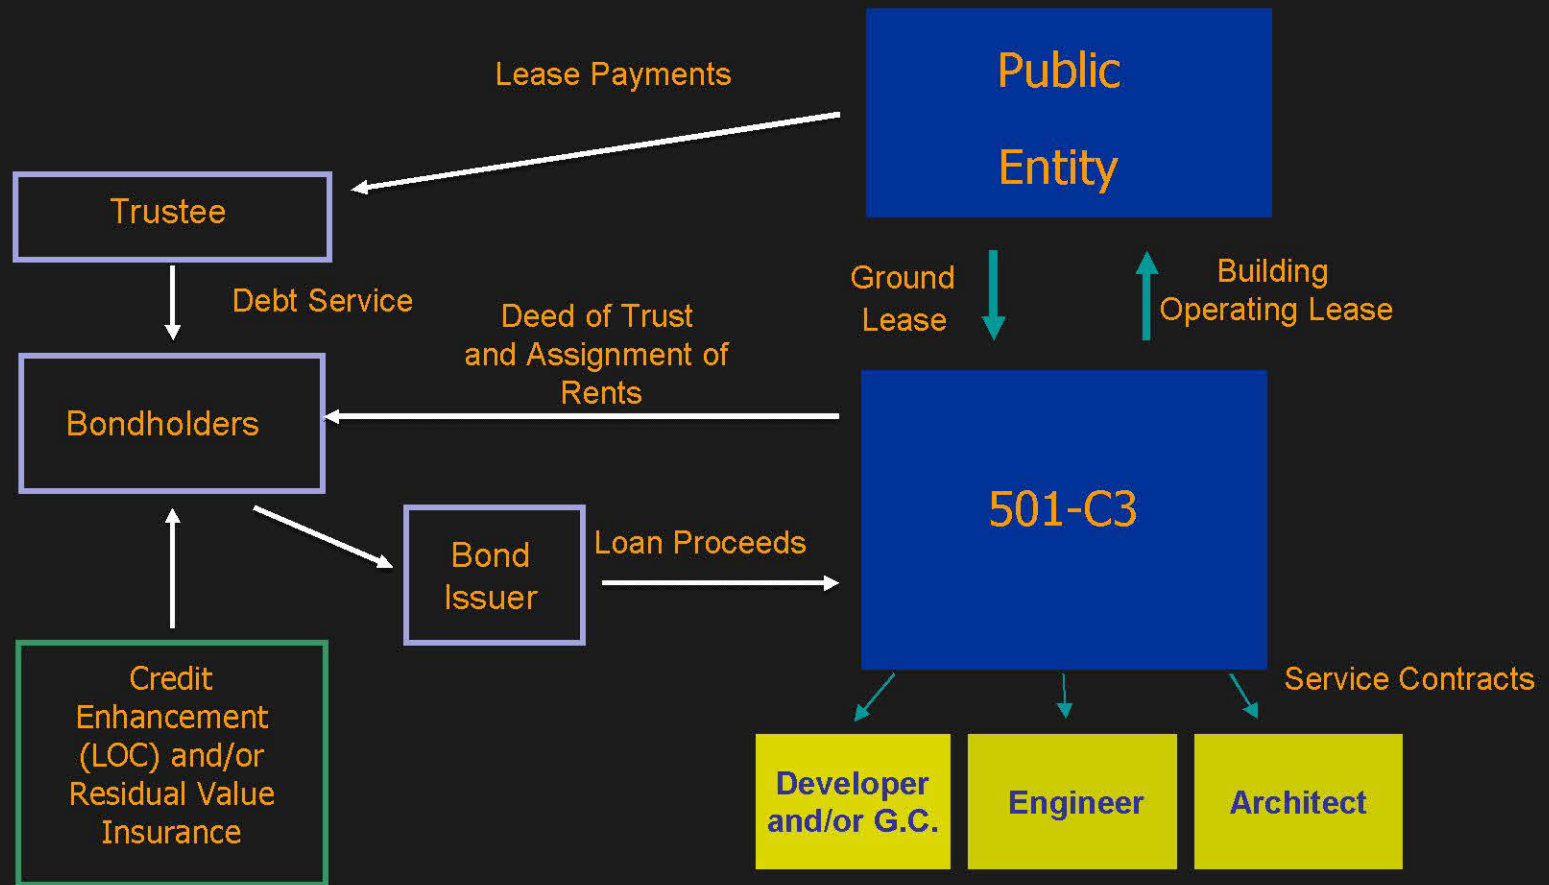 Public
Entity
Lease Payments
Trustee
Debt Service
Ground
Lease
Building
Operating Lease
Deed of Trust
and Assignment of
Rents
Bondholders
501-C3
Bond
Issuer
Loan Proceeds
Credit
Enhancement
(LOC) and/or
Residual Value
Insurance
Service Contracts
Developer
and/or G.C.
Engineer
Architect